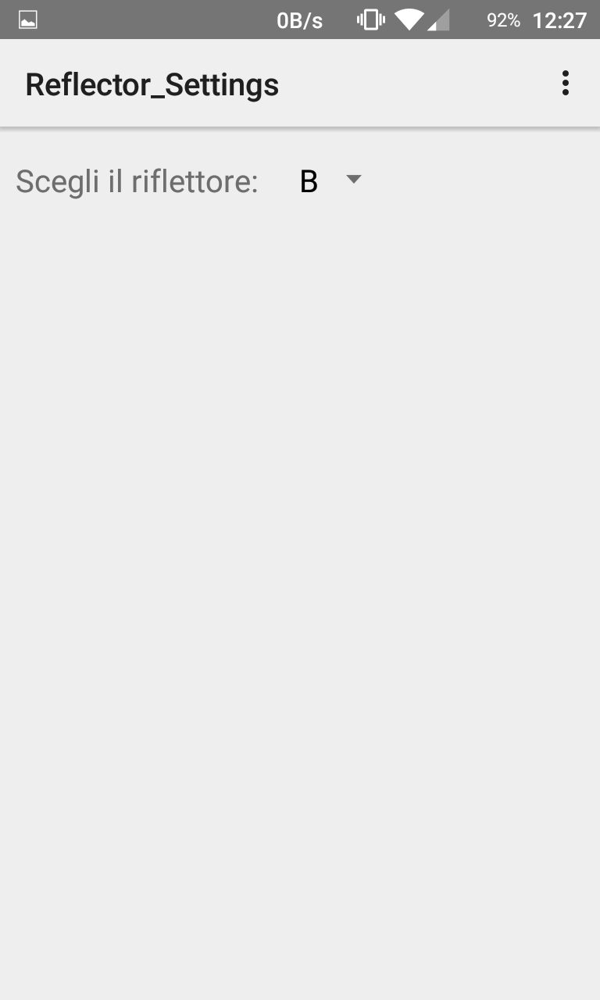 0B/s 92% 12:27
Reflector_Settings
Scegli il riflettore: B